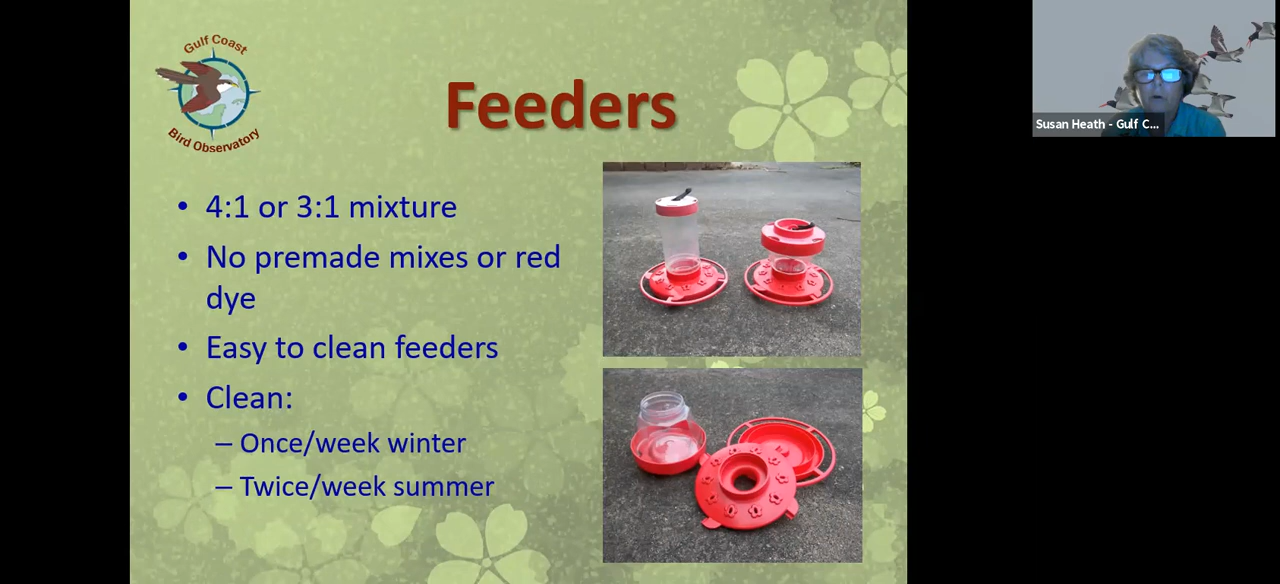 Gulf Coast
Bird Observatory
Feeders
• 4:1 or 3:1 mixture
• No premade mixes or red
dye
• Easy to clean feeders
• Clean:
– Once/week winter
– Twice/week summer
Susan Heath - Gulf C...